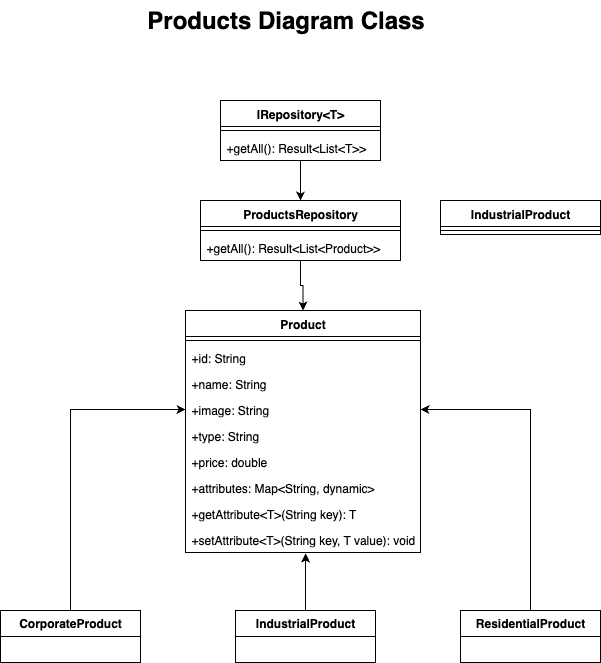 Products Diagram Class
IRepository<T>
+getAll(): Result<List<T>>
ProductsRepository
+getAll(): Result<List<Product>>
IndustrialProduct
Product
+id: String
+name: String
+image: String
+type: String
+price: double
+attributes: Map<String, dynamic>
+getAttribute<T>(String key): T
+setAttribute<T>(String key, T value): void
CorporateProduct
IndustrialProduct
ResidentialProduct